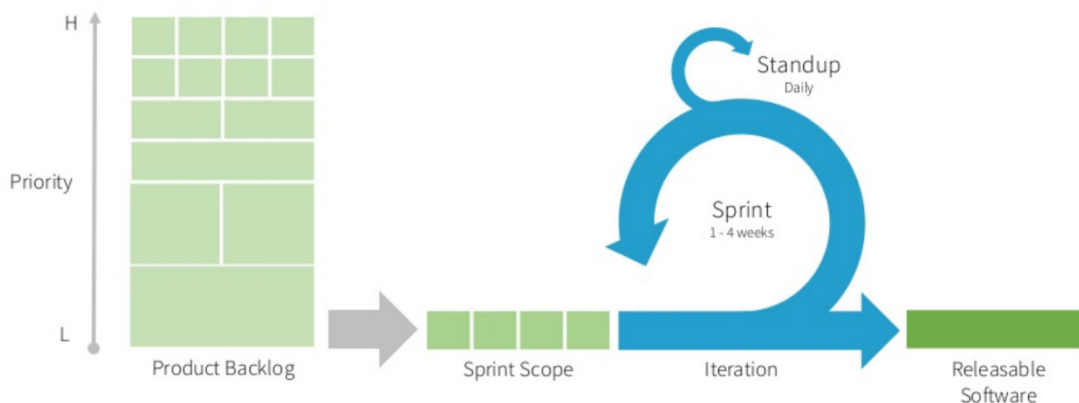 H
Priority
L
Product Backlog
Sprint Scope
Standup
Daily
Sprint
1 - 4 weeks
Iteration
Releasable
Software